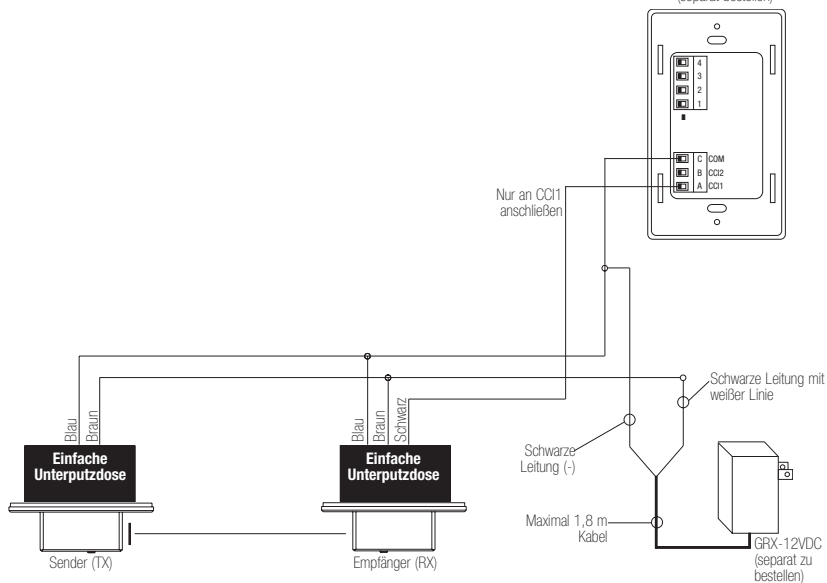 (separat bestellen)
4
3
2
1
C COM
B CCI2
A CCI1
Nur an CCI1
anschließen
Schwarze Leitung mit
weißer Linie
Blau
Braun
Blau
Braun
Schwarz
Einfache
Unterputzdose
Einfache
Unterputzdose
Schwarze
Leitung (-)
Maximal 1,8 m
Kabel
GRX-12VDC
(separat zu
bestellen)
Sender (TX)
Empfänger (RX)